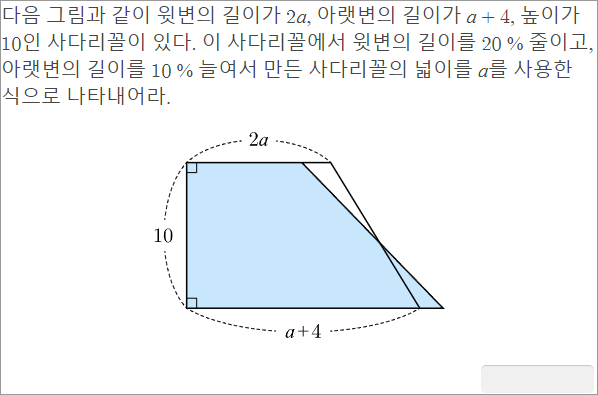 다음 그림과 같이 윗변의 길이가 2a, 아랫변의 길이가 a + 4, 높이가
10인 사다리꼴이 있다. 이 사다리꼴에서 윗변의 길이를 20 % 줄이고,
아랫변의 길이를 10 % 늘여서 만든 사다리꼴의 넓이를 a를 사용한
식으로 나타내어라.
2a
10
a+4